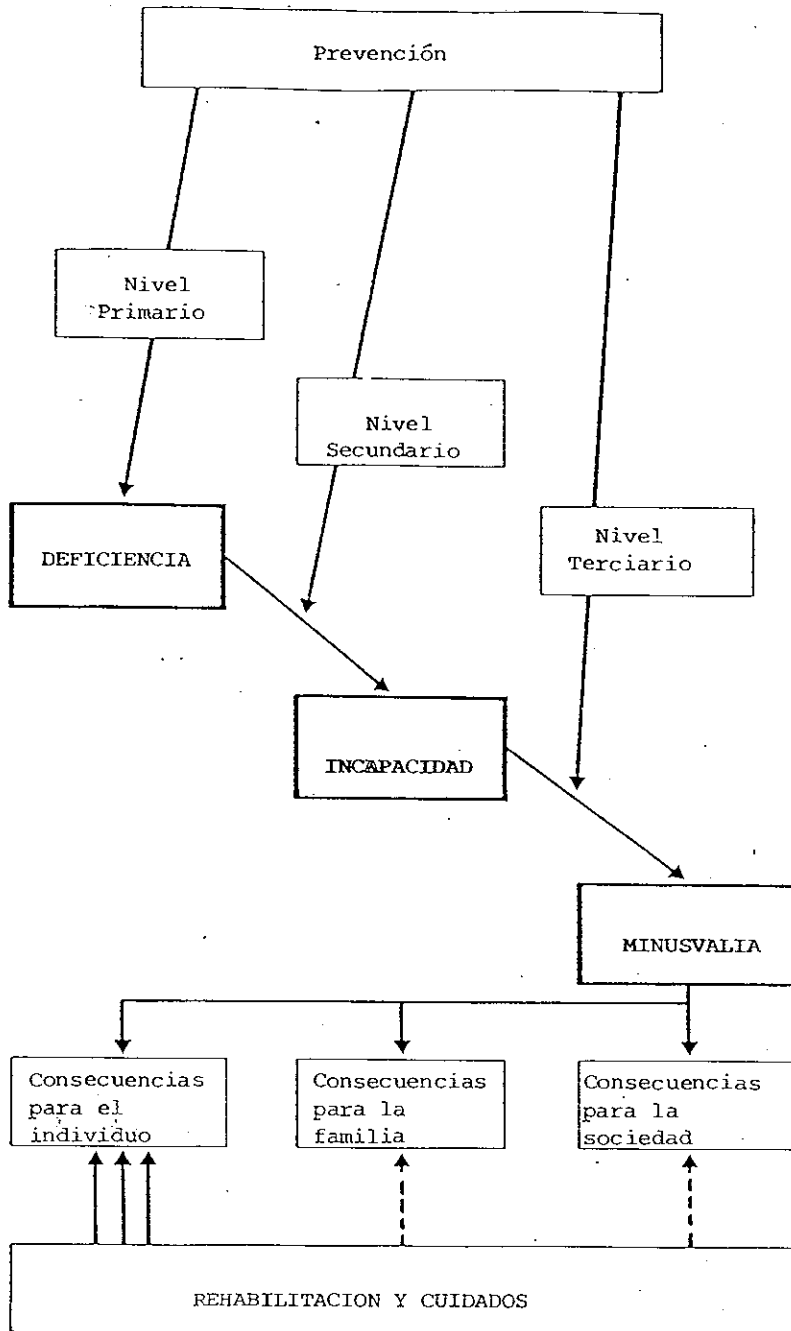 Prevención
Nivel
Primario
Nivel
Secundario
Nivel
Terciario
DEFICIENCIA
INCAPACIDAD
MINUSVALIA
Consecuencias
para el
individuo
Consecuencias
para la
familia
Consecuencias
para la
sociedad
REHABILITACION Y CUIDADOS